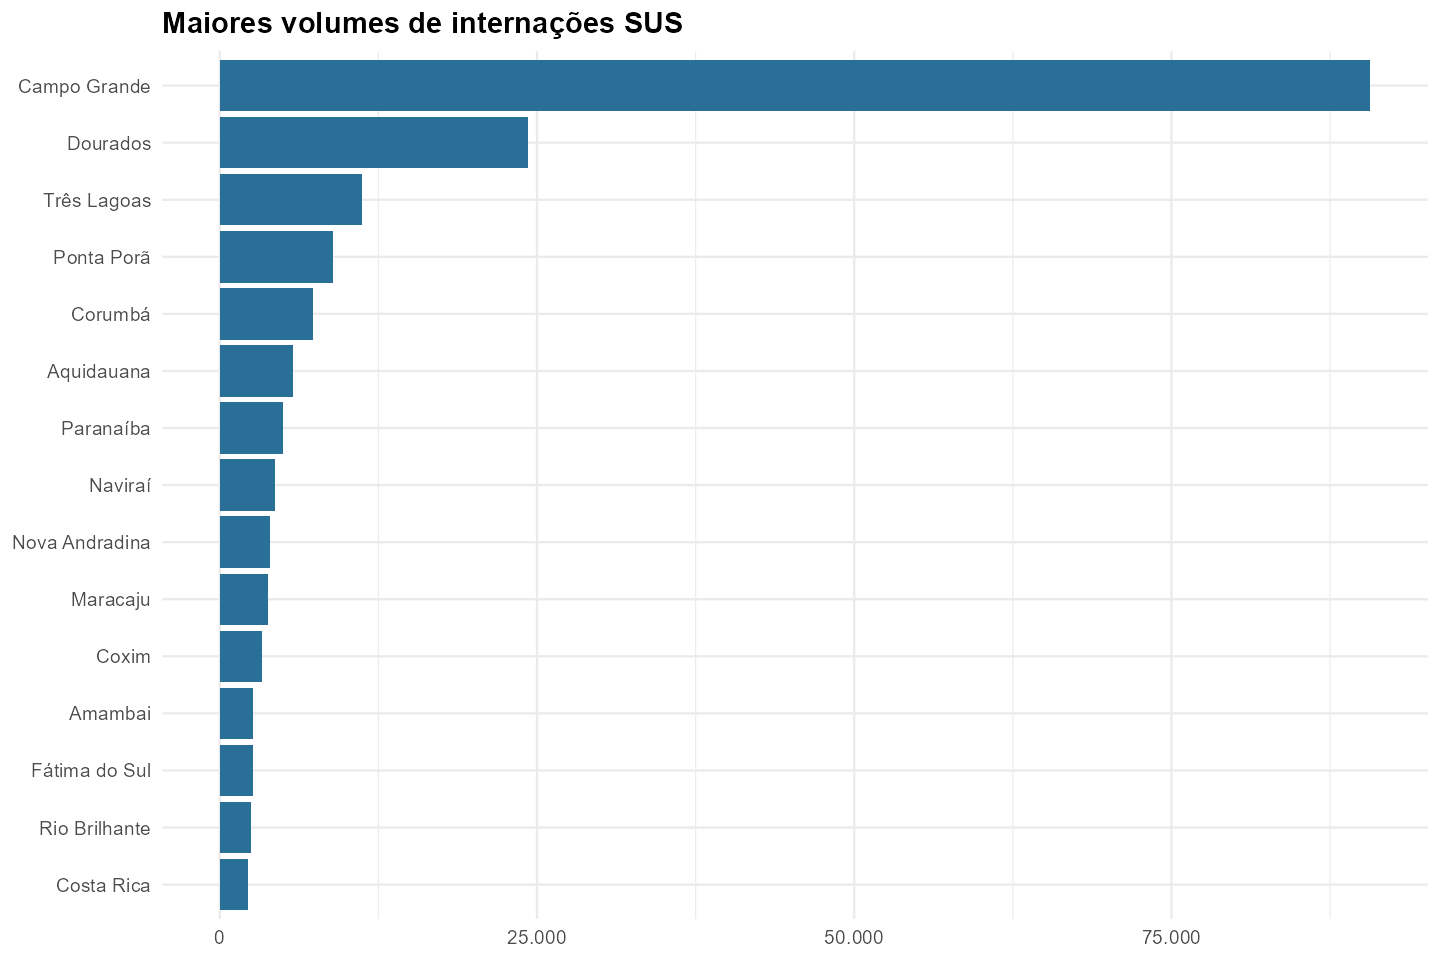 Maiores volumes de internações SUS
Campo Grande
Dourados
Três Lagoas
Ponta Porã
Corumbá
Aquidauana
Paranaíba
Naviraí
Nova Andradina
Maracaju
Coxim
Amambai
Fátima do Sul
Rio Brilhante
Costa Rica
0 25.000 50.000 75.000